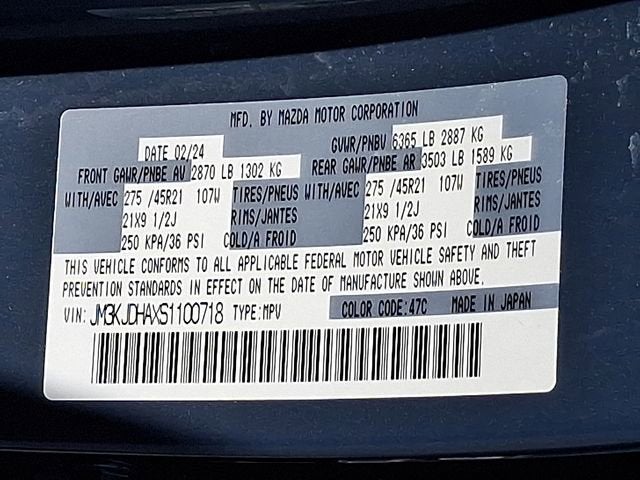 MFD. BY MAZDA MOTOR CORPORATION
DATE 02/24 GVWR/PNBV 6365 LB 2887 KG
FRONT GAWR/PNBE AV 2870 LB 1302 KG REAR GAWR/PNBE AR 3503 LB 1589 KG
WITH/AVEC 275 /45R21 107W TIRES/PNEUS WITH/AVEC 275 /45R21 107W TIRES/PNEUS
21X9 1/2J RIMS/JANTES 21X9 1/2J RIMS/JANTES
250 KPA/36 PSI COLD/A FROID 250 KPA/36 PSI COLD/A FROID
THIS VEHICLE CONFORMS TO ALL APPLICABLE FEDERAL MOTOR VEHICLE SAFETY AND THEFT
PREVENTION STANDARDS IN EFFECT ON THE DATE OF MANUFACTURE SHOWN ABOVE.
VIN: JM3KJDHAXS1100718 TYPE:MPV COLOR CODE:47C MADE IN JAPAN